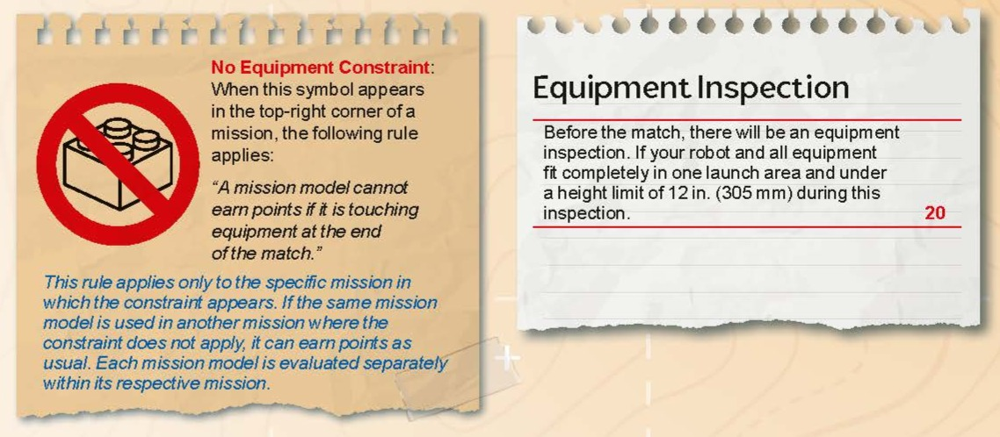 No Equipment Constraint:
When this symbol appears
in the top-right corner of a
mission, the following rule
applies:
“A mission model cannot
earn points if it is touching
equipment at the end
of the match.”
This rule applies only to the specific mission in
which the constraint appears. If the same mission
model is used in another mission where the
constraint does not apply, it can earn points as
usual. Each mission model is evaluated separately
within its respective mission.
Equipment Inspection
Before the match, there will be an equipment
inspection. If your robot and all equipment
fit completely in one launch area and under
a height limit of 12 in. (305 mm) during this
inspection. 20